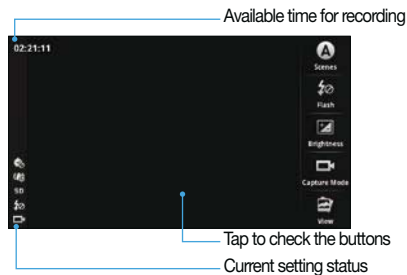 Available time for recording
02:21:11
A
Scenes
Flash
Brightness
Capture Mode
View
SD
Tap to check the buttons
Current setting status